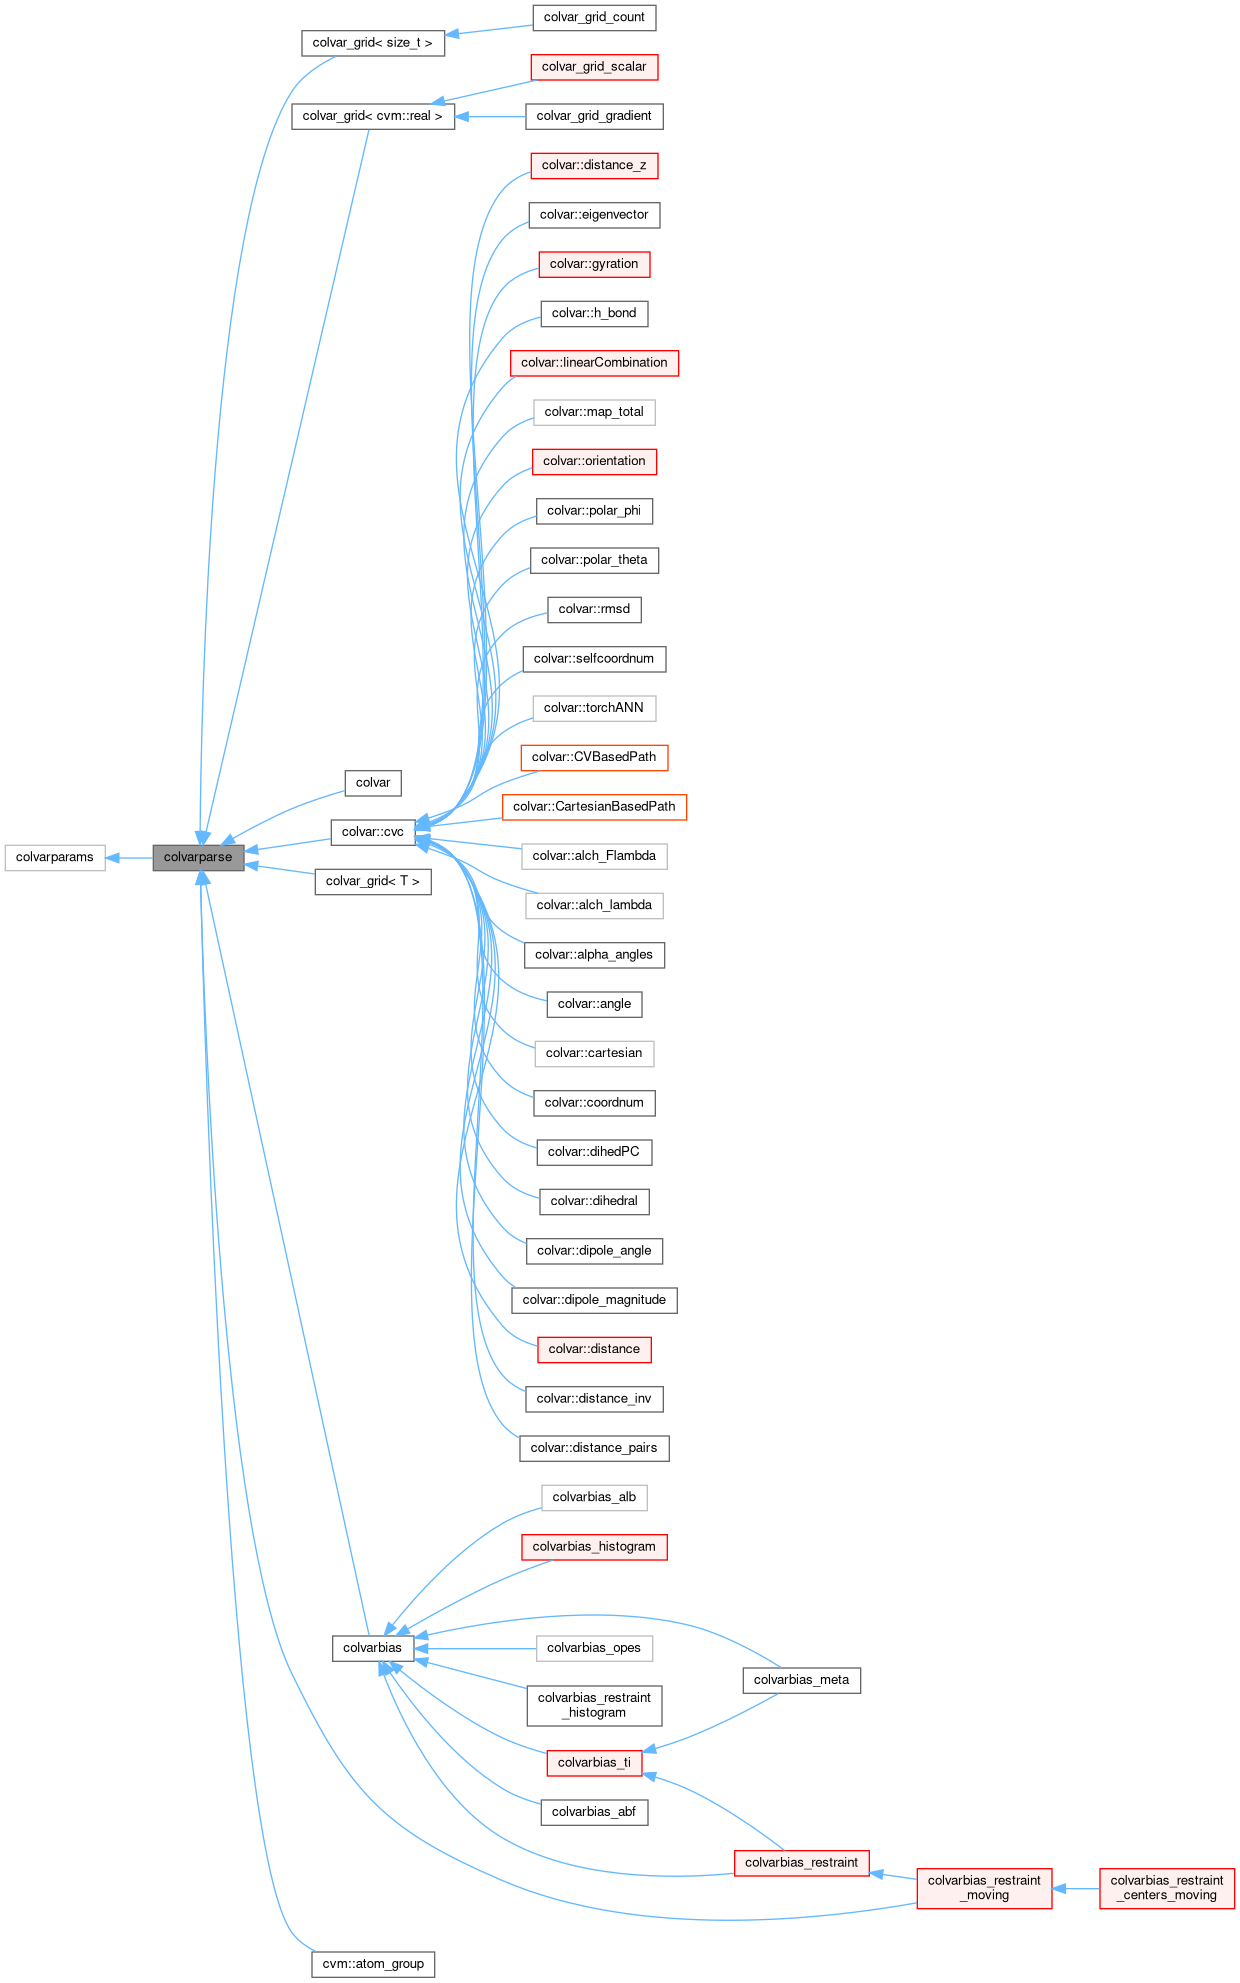 colvar_grid_count
colvar_grid< size_t >
colvar_grid_scalar
colvar_grid< cvm::real >
colvar_grid_gradient
colvar::distance_z
colvar::eigenvector
colvar::gyration
colvar::h_bond
colvar::linearCombination
colvar::map_total
colvar::orientation
colvar::polar_phi
colvar::polar_theta
colvar::rmsd
colvar::selfcoordnum
colvar::torchANN
colvar::CVBasedPath
colvar
colvar::CartesianBasedPath
colvar::cvc
colvarparams
colvarparse
colvar::alch_Flambda
colvar_grid< T >
colvar::alch_lambda
colvar::alpha_angles
colvar::angle
colvar::cartesian
colvar::coordnum
colvar::dihedPC
colvar::dihedral
colvar::dipole_angle
colvar::dipole_magnitude
colvar::distance
colvar::distance_inv
colvar::distance_pairs
colvarbias_alb
colvarbias_histogram
colvarbias
colvarbias_opes
colvarbias_meta
colvarbias_restraint
_histogram
colvarbias_ti
colvarbias_abf
colvarbias_restraint
colvarbias_restraint
_moving
colvarbias_restraint
_centers_moving
cvm::atom_group